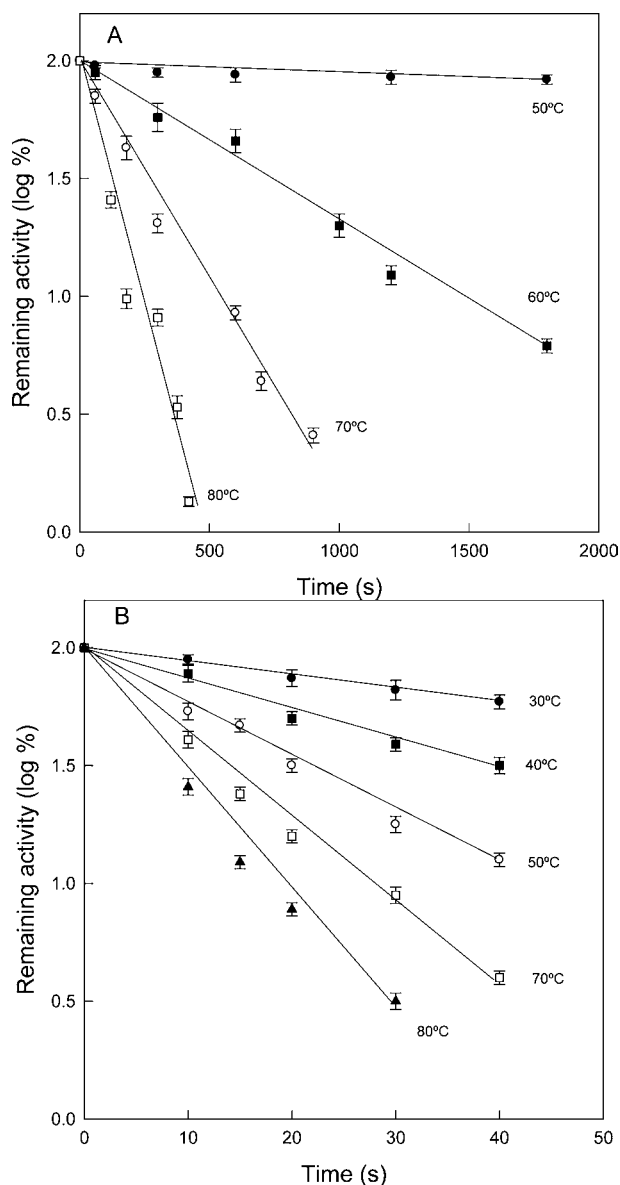 A
Remaining activity (log %)
2.0
1.5
1.0
0.5
0.0
50ºC
60ºC
70ºC
80ºC
0 500 1000 1500 2000
Time (s)
B
Remaining activity (log %)
2.0
1.5
1.0
0.5
0.0
30ºC
40ºC
50ºC
70ºC
80ºC
0 10 20 30 40 50
Time (s)